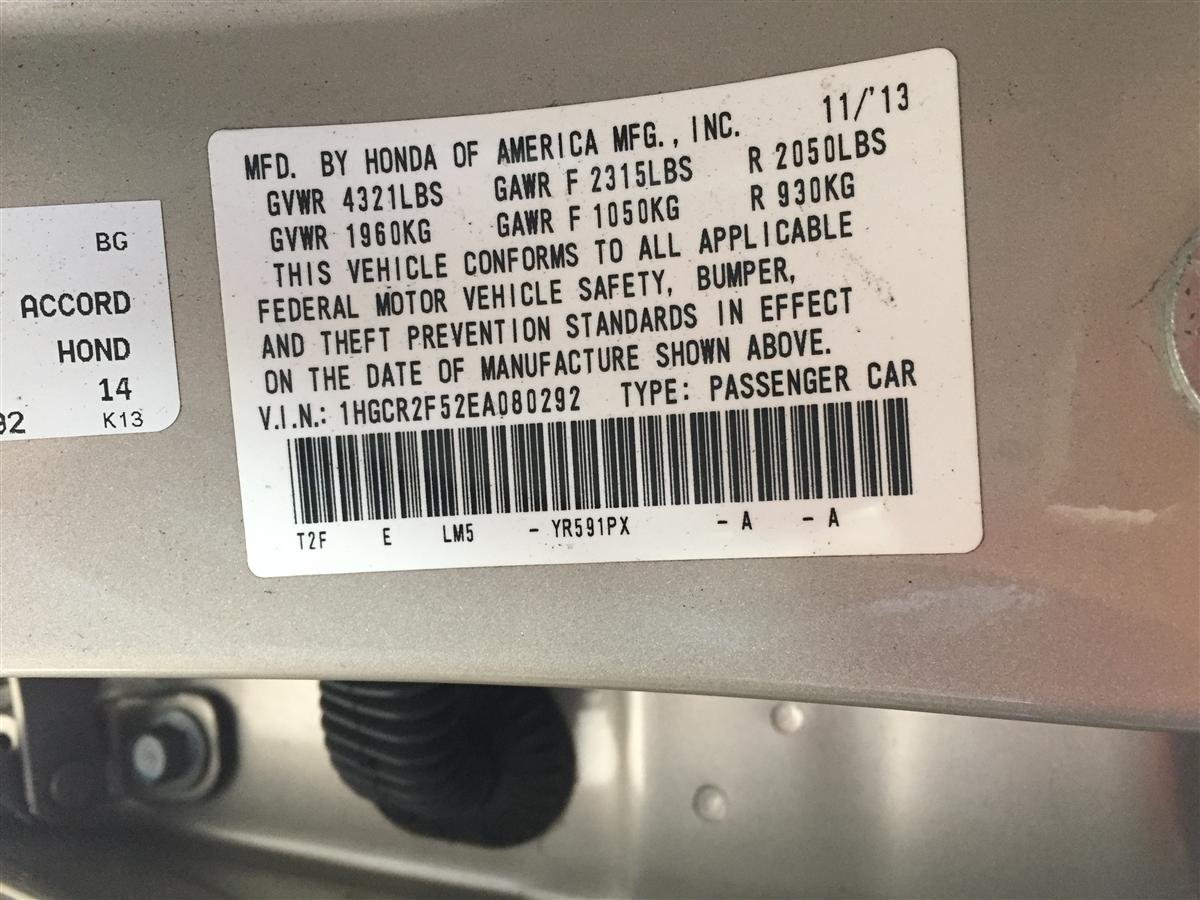 BG
ACCORD
HOND
14
92 K13
11/'13
MFD. BY HONDA OF AMERICA MFG., INC.
GVWR 4321LBS GAWR F 2315LBS R 2050LBS
GVWR 1960KG GAWR F 1050KG R 930KG
THIS VEHICLE CONFORMS TO ALL APPLICABLE
FEDERAL MOTOR VEHICLE SAFETY, BUMPER,
AND THEFT PREVENTION STANDARDS IN EFFECT
ON THE DATE OF MANUFACTURE SHOWN ABOVE.
V.I.N.: 1HGCR2F52EA080292 TYPE: PASSENGER CAR
T2F E LM5 - YR591PX - A - A